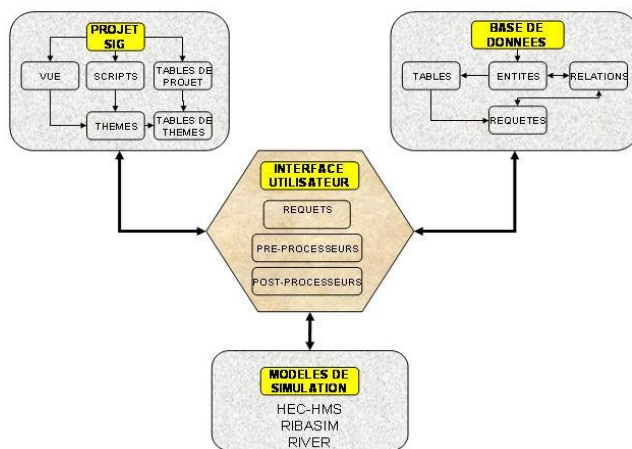 PROJET
SIG
VUE
SCRIPTS
TABLES DE
PROJET
THEMES
TABLES DE
THEMES
BASE DE
DONNEES
TABLES
ENTITES
RELATIONS
REQUETES
INTERFACE
UTILISATEUR
REQUETS
PRE-PROCESSEURS
POST-PROCESSEURS
MODELES DE
SIMULATION
HEC-HMS
RIBASIM
RIVER